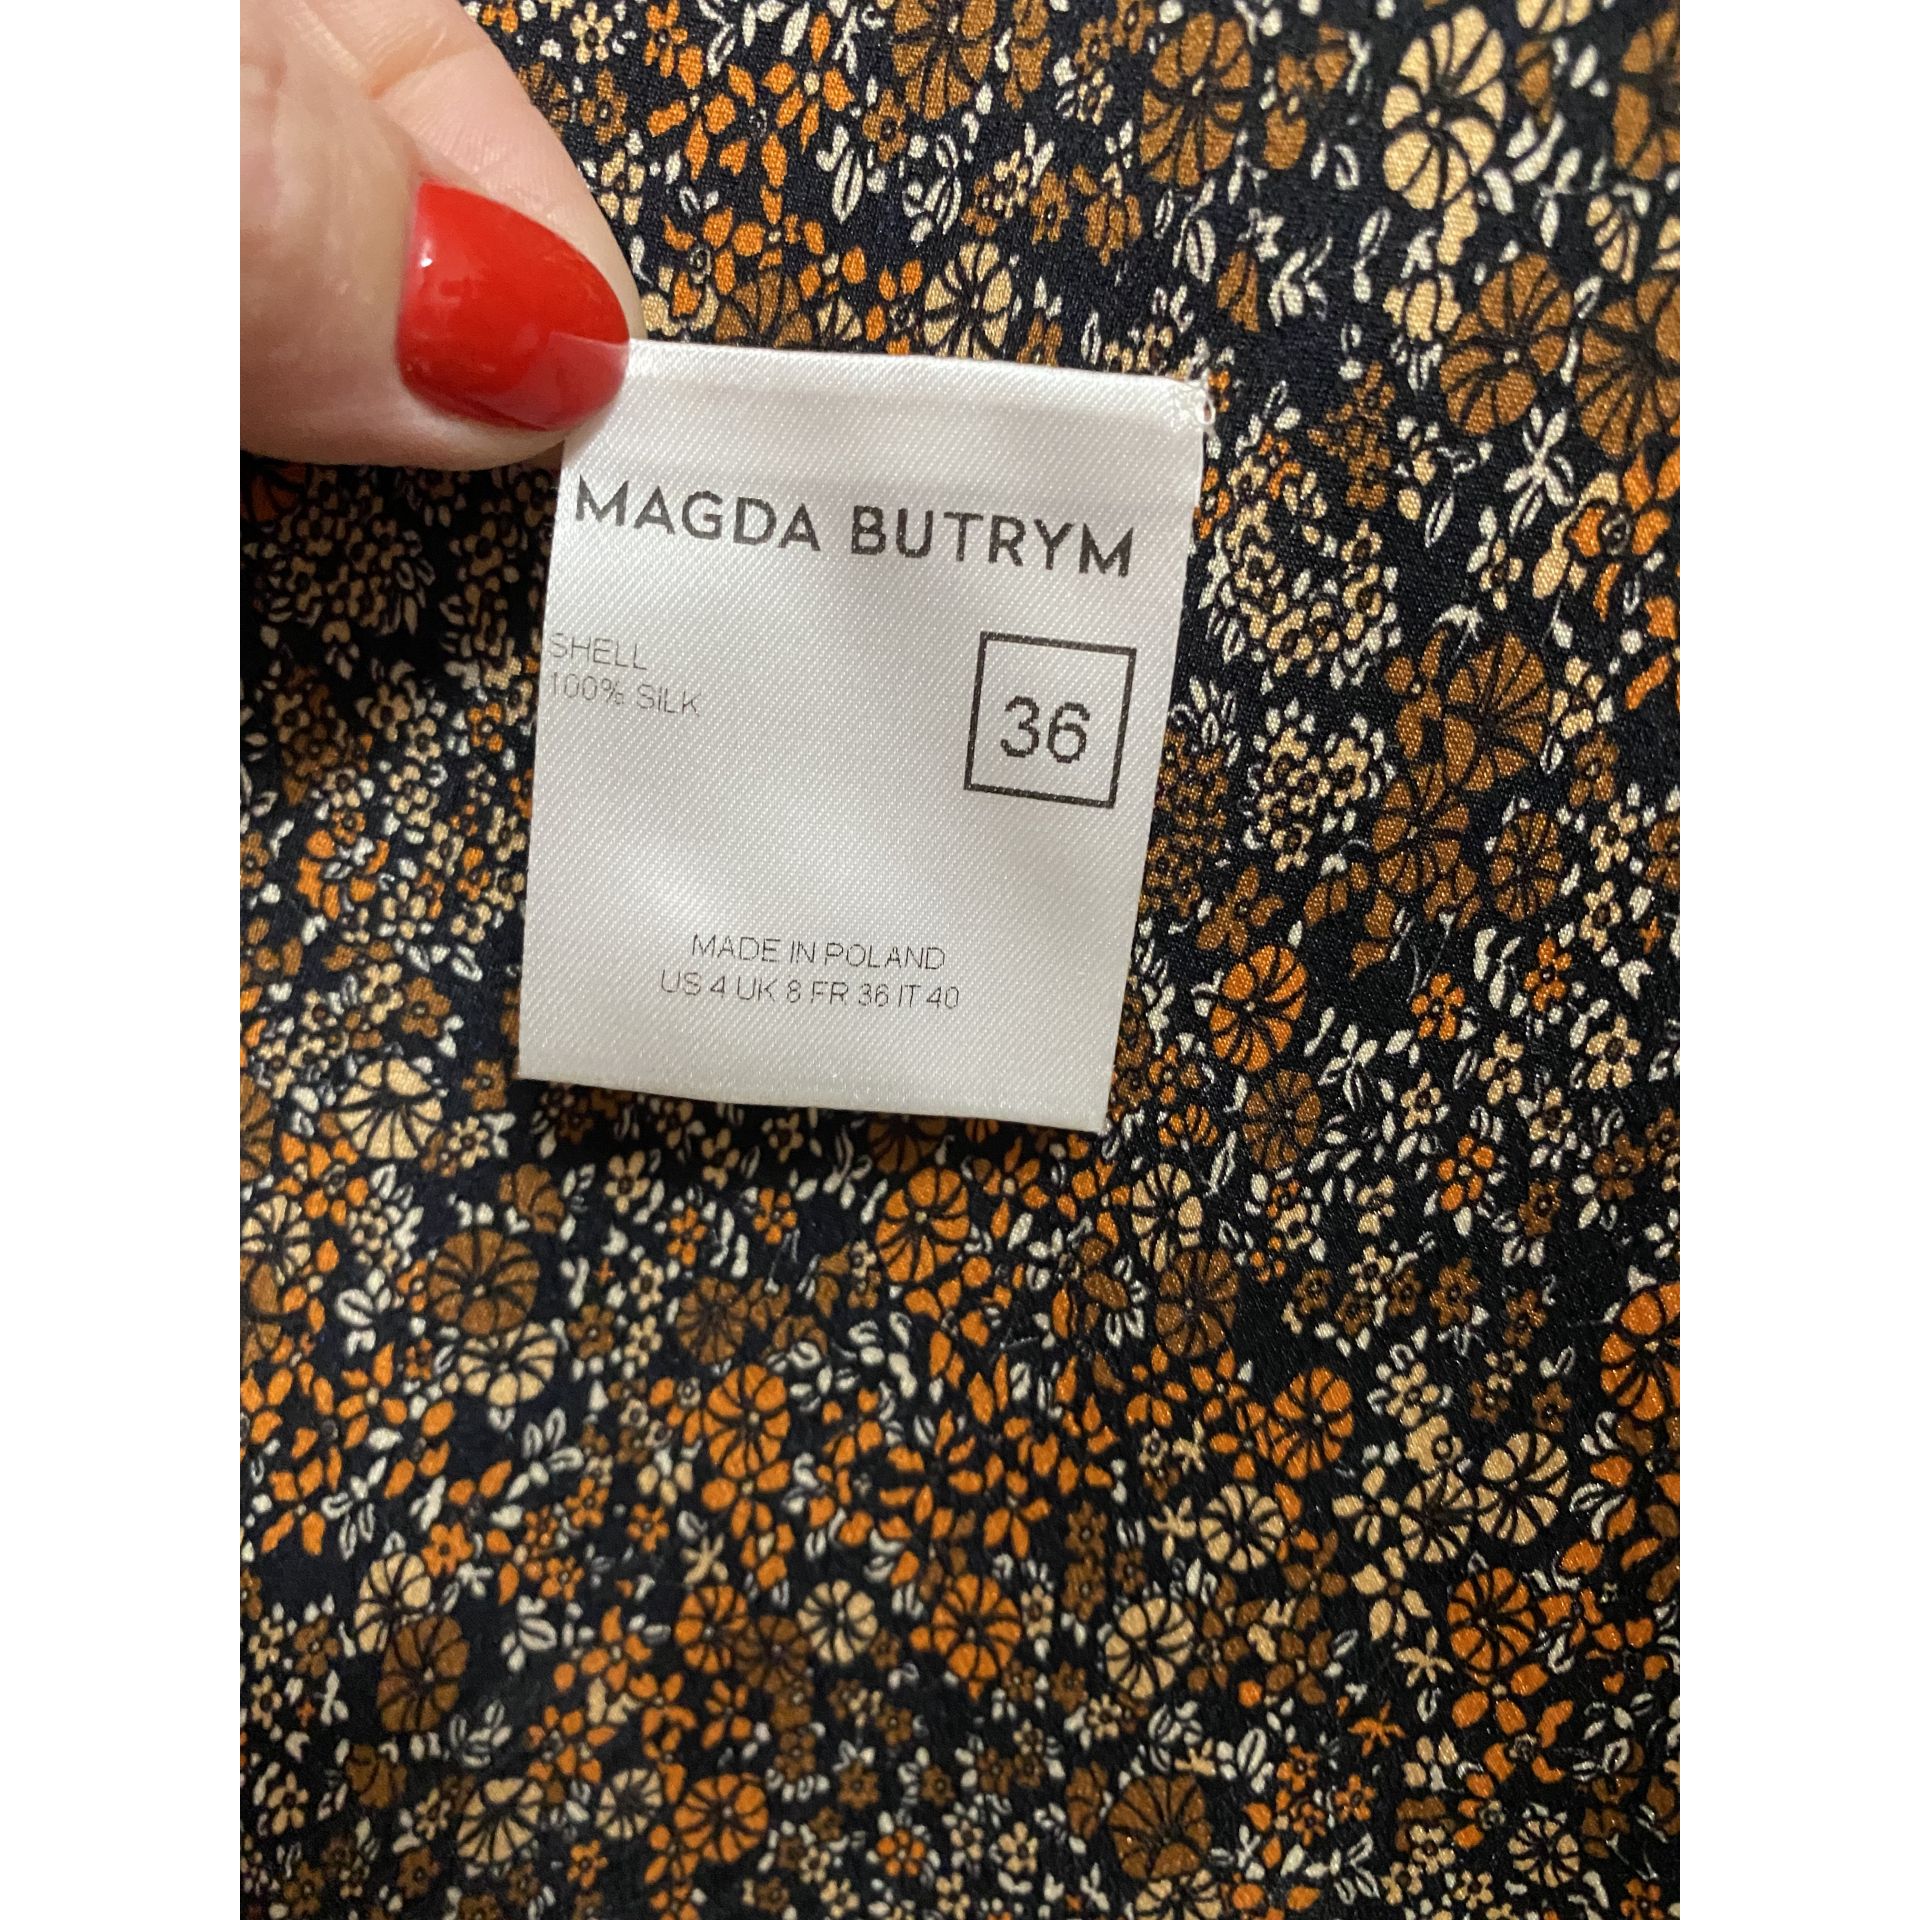 MAGDA BUTRYM
SHELL
100% SILK
36
MADE IN POLAND
US 4 UK 8 FR 36 IT 40